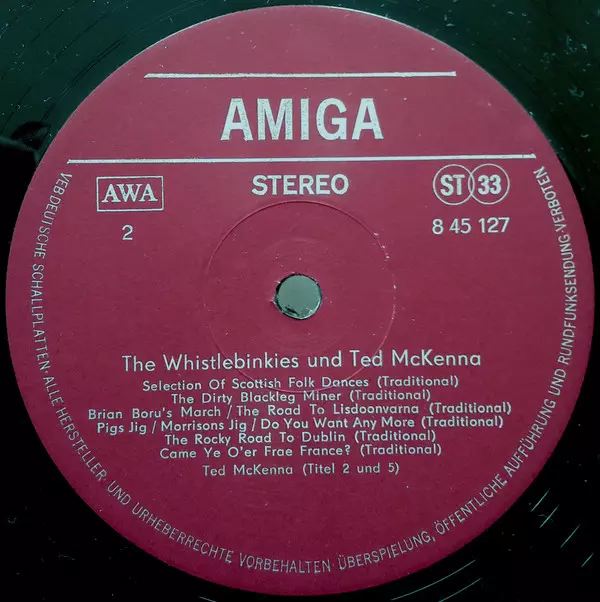 AMIGA
AWA
STEREO
ST 33
2
8 45 127
The Whistlebinkies und Ted McKenna
Selection Of Scottish Folk Dances (Traditional)
The Dirty Blackleg Miner (Traditional)
Brian Boru's March / The Road To Lisdoonvarna (Traditional)
Pigs Jig / Morrisons Jig / Do You Want Any More (Traditional)
The Rocky Road To Dublin (Traditional)
Came Ye O'er Frae France? (Traditional)
Ted McKenna (Titel 2 und 5)
VEB DEUTSCHE SCHALLPLATTEN · ALLE HERSTELLER- UND URHEBERRECHTE VORBEHALTEN · ÜBERSPIELUNG, ÖFFENTLICHE AUFFÜHRUNG UND RUNDFUNKSENDUNG VERBOTEN